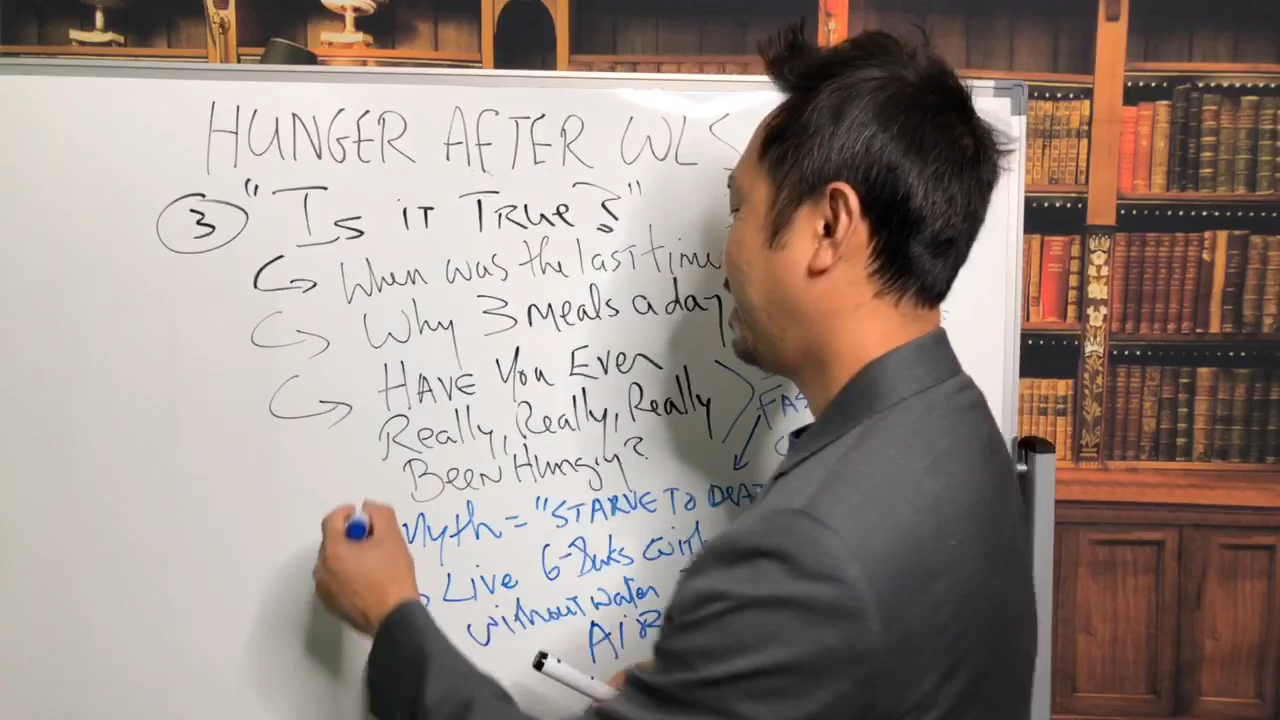 HUNGER AFTER WLS
3 "Is it True?"
When was the last time
Why 3 meals a day
HAVE You Ever
Really, Really, Really
Been Hungry?
FAS
Myth = "STARVE TO DEAT
Live 6-8wks with
without water
AIR